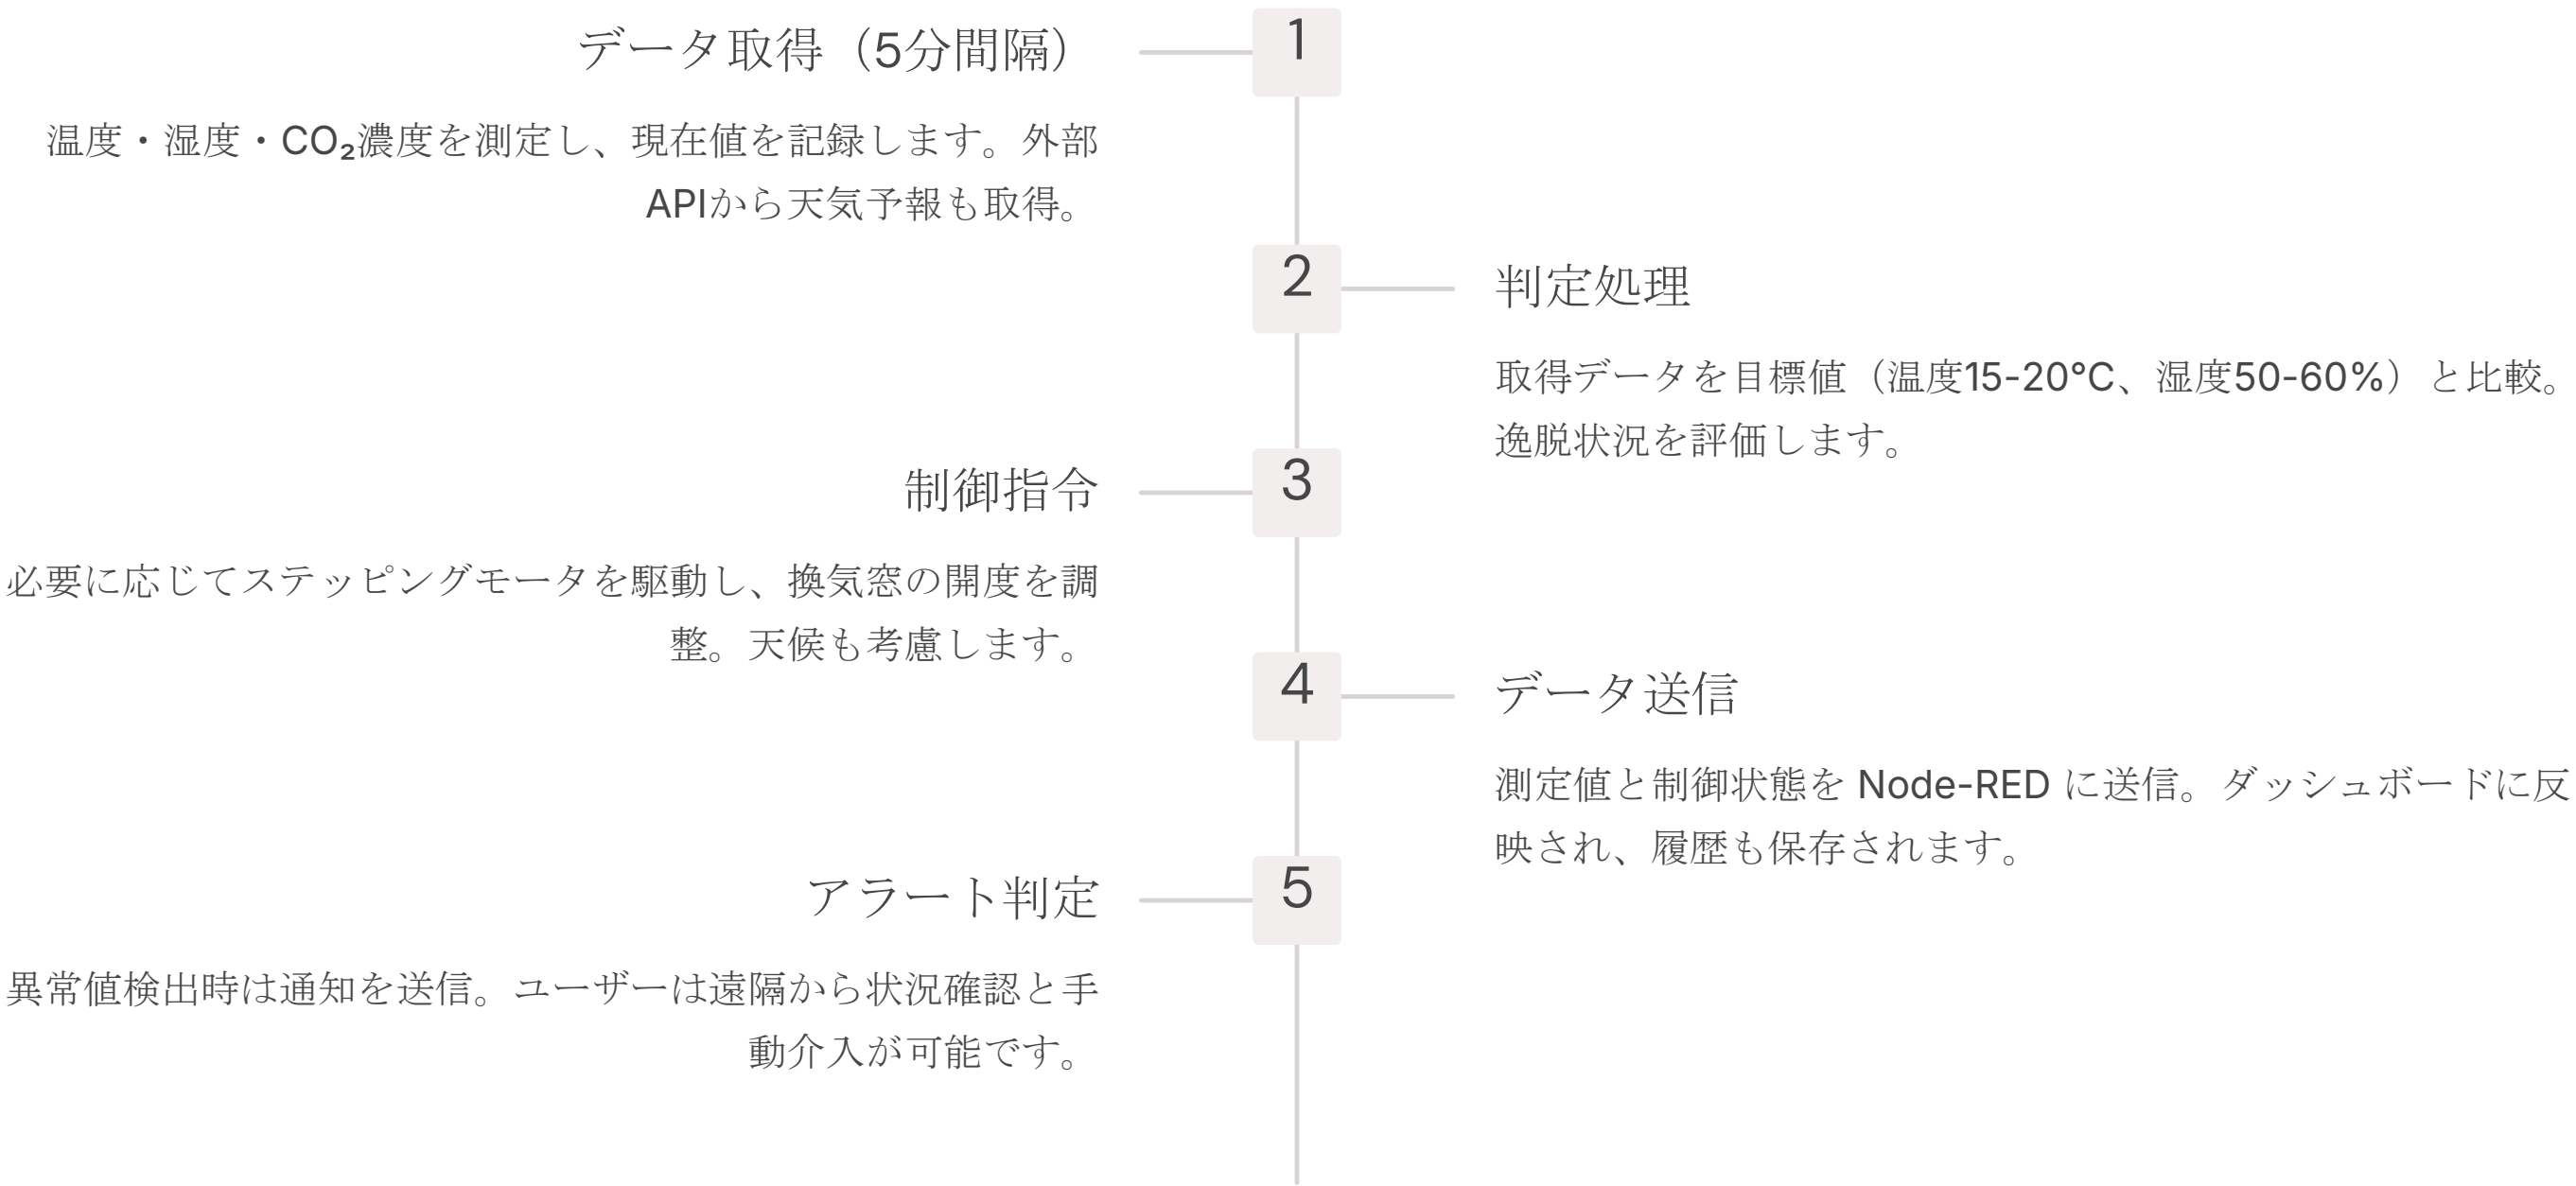 1
データ取得（5分間隔）
温度・湿度・CO₂濃度を測定し、現在値を記録します。外部
APIから天気予報も取得。
2
判定処理
取得データを目標値（温度15-20°C、湿度50-60%）と比較。
逸脱状況を評価します。
3
制御指令
必要に応じてステッピングモータを駆動し、換気窓の開度を調
整。天候も考慮します。
4
データ送信
測定値と制御状態を Node-RED に送信。ダッシュボードに反
映され、履歴も保存されます。
5
アラート判定
異常値検出時は通知を送信。ユーザーは遠隔から状況確認と手
動介入が可能です。